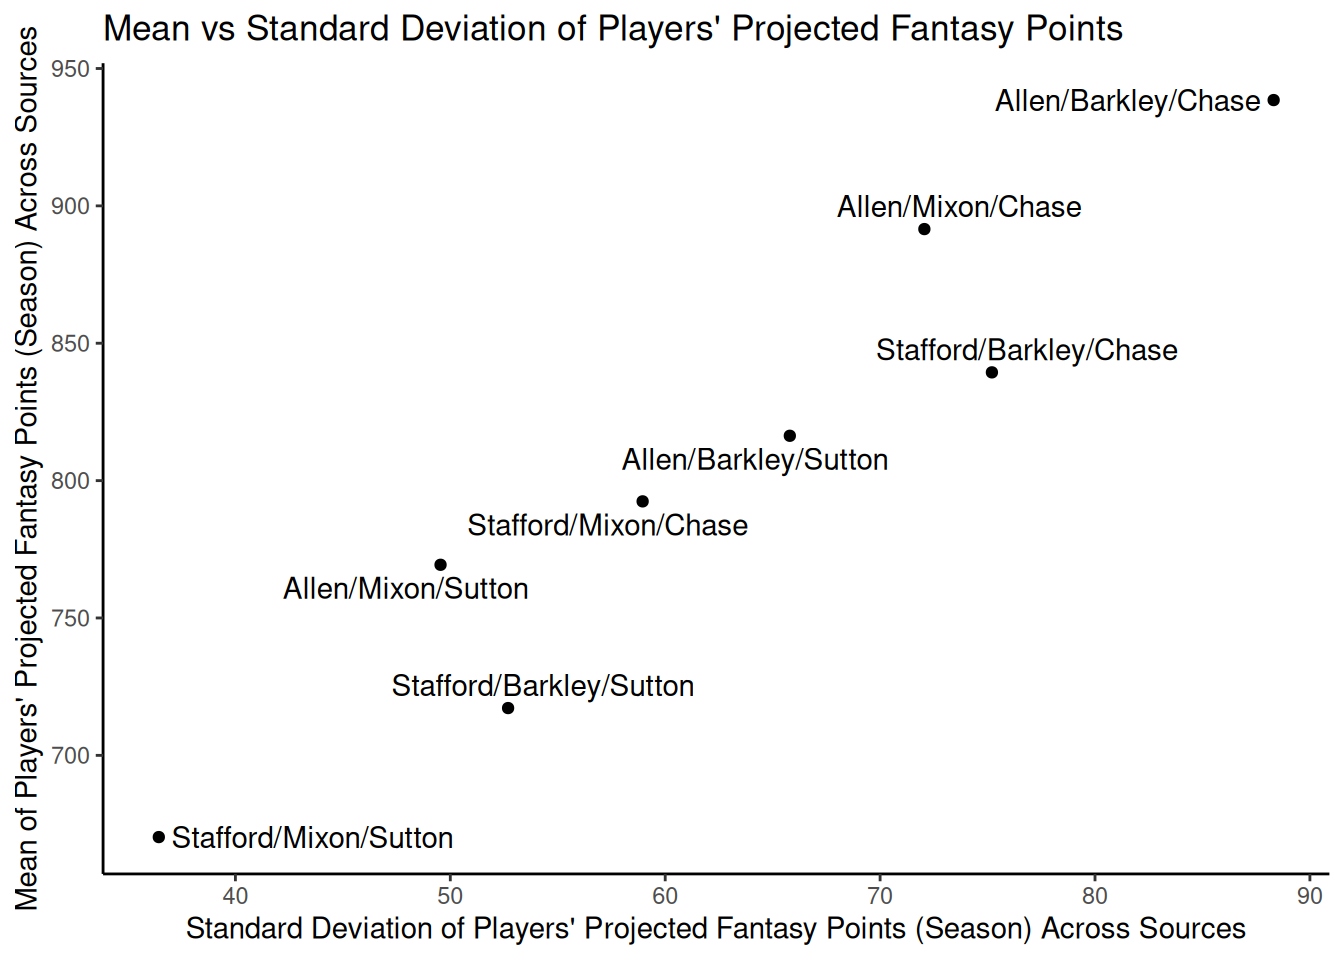 Mean vs Standard Deviation of Players' Projected Fantasy Points
Mean of Players' Projected Fantasy Points (Season) Across Sources
950
900
850
800
750
700
Allen/Barkley/Chase
Allen/Mixon/Chase
Stafford/Barkley/Chase
Allen/Barkley/Sutton
Stafford/Mixon/Chase
Allen/Mixon/Sutton
Stafford/Barkley/Sutton
Stafford/Mixon/Sutton
40 50 60 70 80 90
Standard Deviation of Players' Projected Fantasy Points (Season) Across Sources